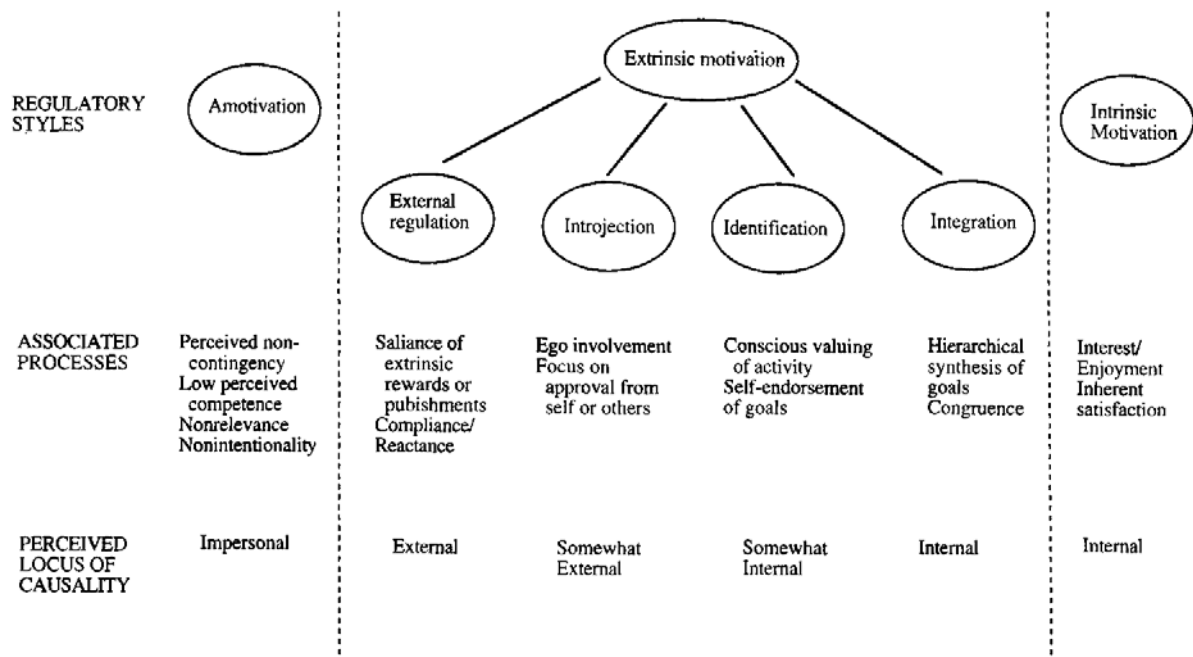 Extrinsic motivation
REGULATORY
STYLES
Amotivation
Intrinsic
Motivation
External
regulation
Introjection
Identification
Integration
ASSOCIATED
PROCESSES
Perceived non-
contingency
Low perceived
competence
Nonrelevance
Nonintentionality
Saliance of
extrinsic
rewards or
pubishments
Compliance/
Reactance
Ego involvement
Focus on
approval from
self or others
Conscious valuing
of activity
Self-endorsement
of goals
Hierarchical
synthesis of
goals
Congruence
Interest/
Enjoyment
Inherent
satisfaction
PERCEIVED
LOCUS OF
CAUSALITY
Impersonal
External
Somewhat
External
Somewhat
Internal
Internal
Internal